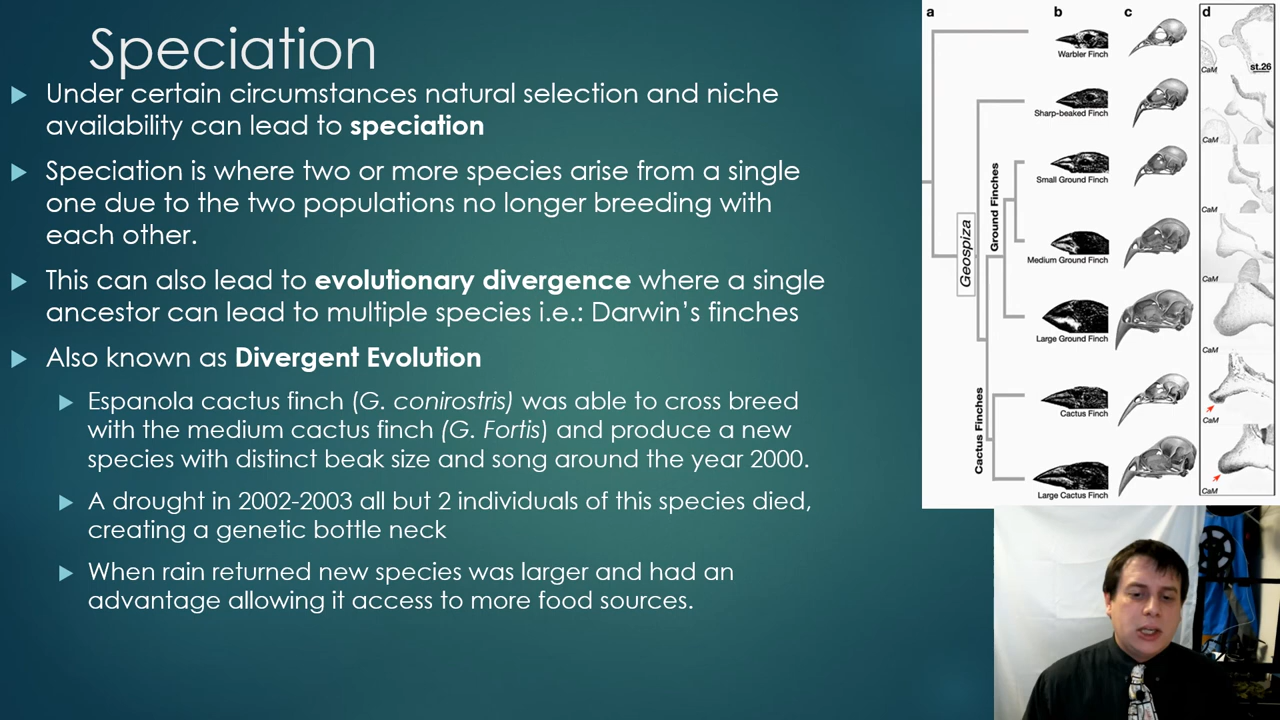 Speciation
Under certain circumstances natural selection and niche
availability can lead to speciation
Speciation is where two or more species arise from a single
one due to the two populations no longer breeding with
each other.
This can also lead to evolutionary divergence where a single
ancestor can lead to multiple species i.e.: Darwin's finches
Also known as Divergent Evolution
Espanola cactus finch (G. conirostris) was able to cross breed
with the medium cactus finch (G. Fortis) and produce a new
species with distinct beak size and song around the year 2000.
A drought in 2002-2003 all but 2 individuals of this species died,
creating a genetic bottle neck
When rain returned new species was larger and had an
advantage allowing it access to more food sources.
a b c d
Warbler Finch
CaM st.26
Sharp-beaked Finch
CaM
Small Ground Finch
CaM
Medium Ground Finch
CaM
Large Ground Finch
CaM
Cactus Finch
CaM
Large Cactus Finch
CaM
Geospiza
Ground Finches
Cactus Finches